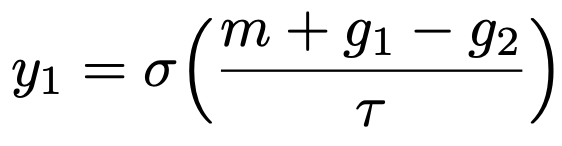 y₁ = σ((m + g₁ − g₂) / τ)